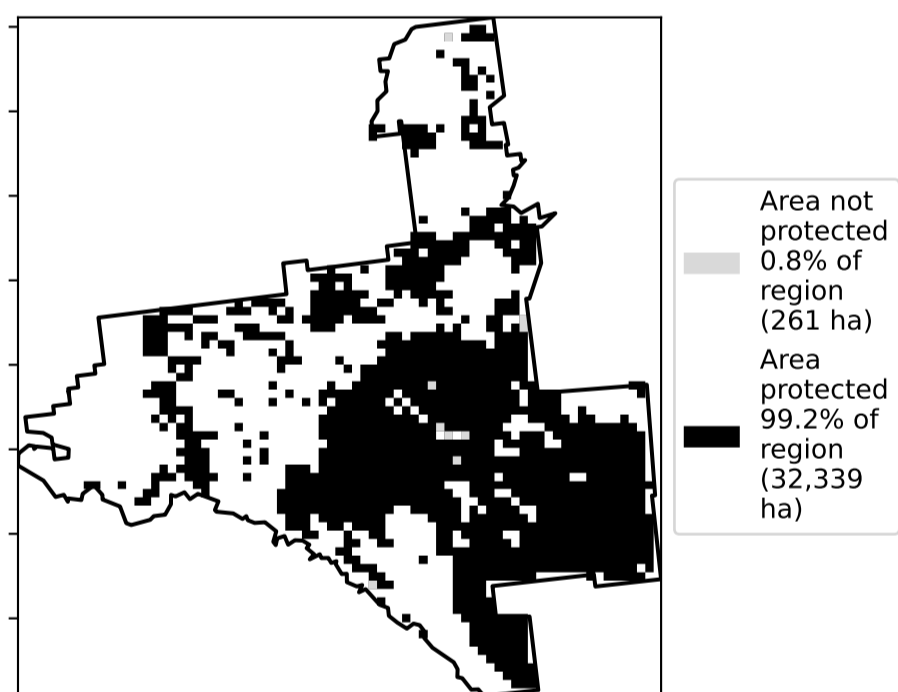 Area not
protected
0.8% of
region
(261 ha)
Area
protected
99.2% of
region
(32,339
ha)